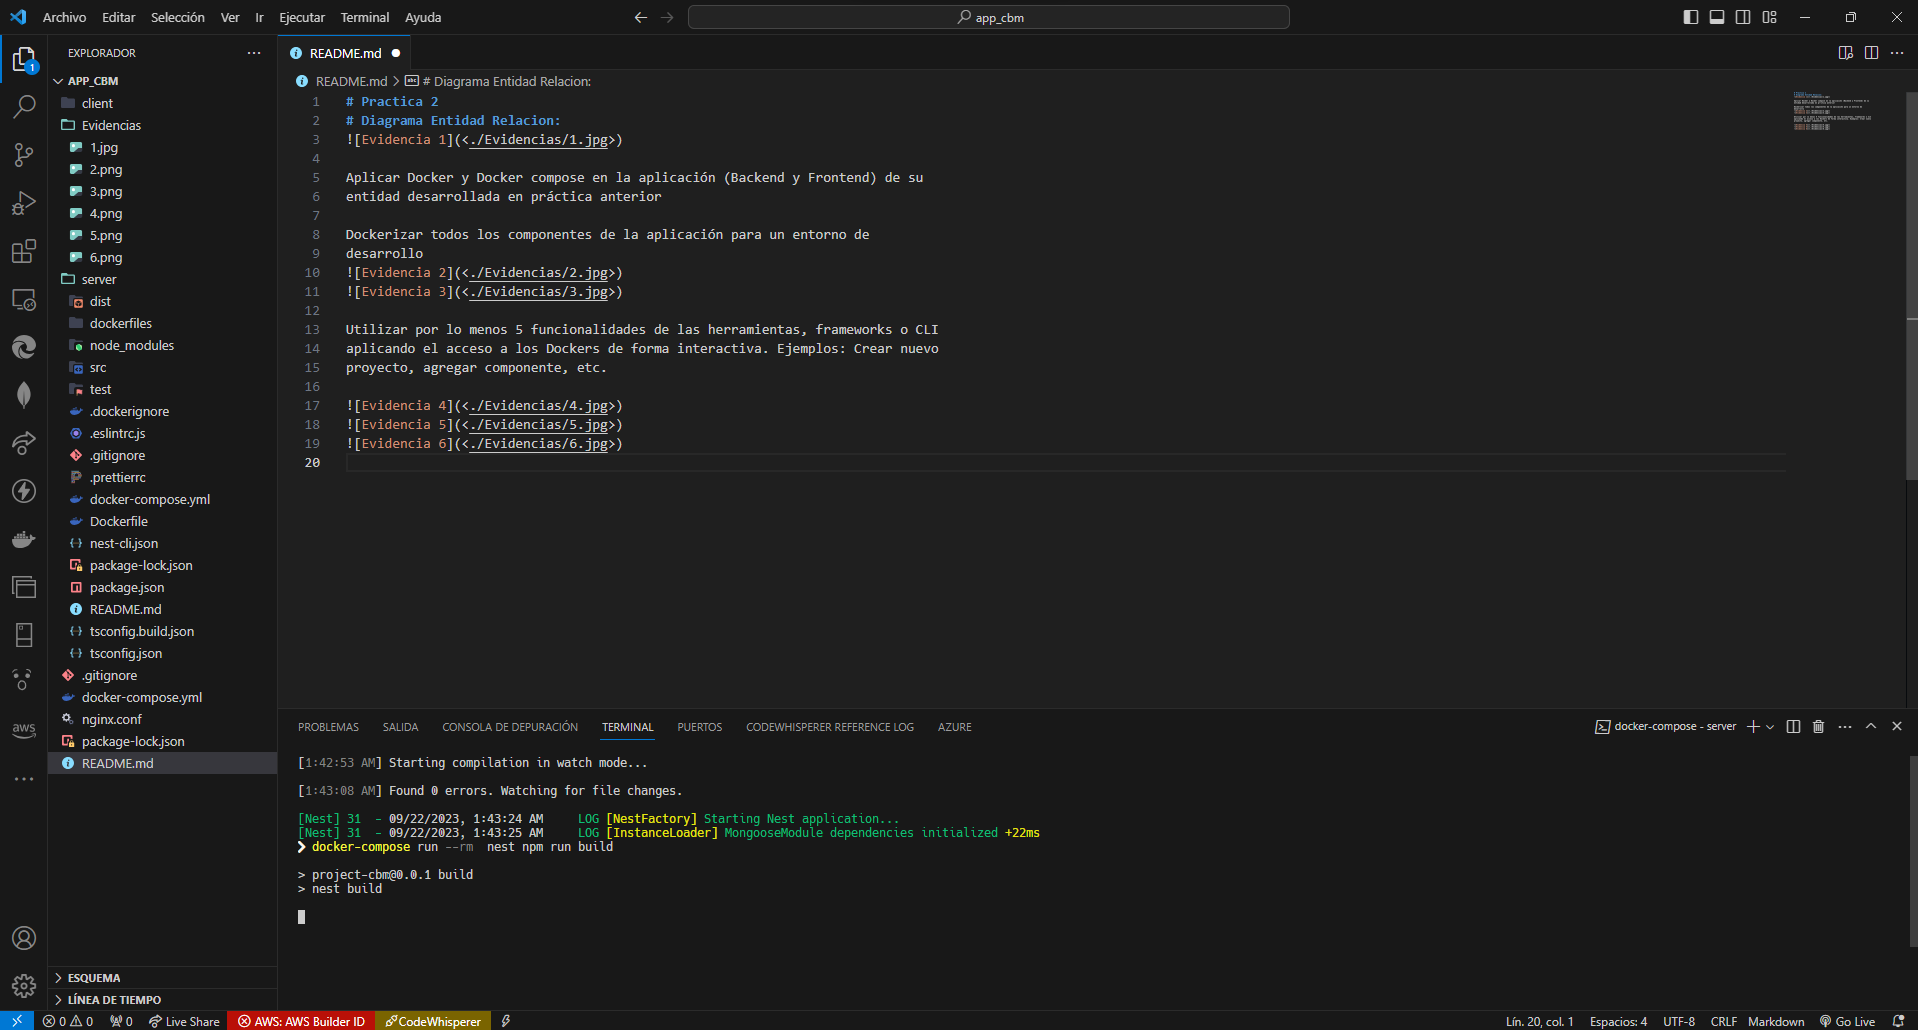 Archivo Editar Selección Ver Ir Ejecutar Terminal Ayuda
app_cbm
EXPLORADOR
README.md
1
APP_CBM
README.md > # Diagrama Entidad Relacion:
client
Evidencias
1.jpg
2.png
3.png
4.png
5.png
6.png
server
dist
dockerfiles
node_modules
src
test
.dockerignore
.eslintrc.js
.gitignore
.prettierrc
docker-compose.yml
Dockerfile
nest-cli.json
package-lock.json
package.json
README.md
tsconfig.build.json
tsconfig.json
.gitignore
docker-compose.yml
nginx.conf
package-lock.json
README.md
aws
ESQUEMA
LÍNEA DE TIEMPO
1 # Practica 2
2 # Diagrama Entidad Relacion:
3 ![Evidencia 1](<./Evidencias/1.jpg>)
4
5 Aplicar Docker y Docker compose en la aplicación (Backend y Frontend) de su
6 entidad desarrollada en práctica anterior
7
8 Dockerizar todos los componentes de la aplicación para un entorno de
9 desarrollo
10 ![Evidencia 2](<./Evidencias/2.jpg>)
11 ![Evidencia 3](<./Evidencias/3.jpg>)
12
13 Utilizar por lo menos 5 funcionalidades de las herramientas, frameworks o CLI
14 aplicando el acceso a los Dockers de forma interactiva. Ejemplos: Crear nuevo
15 proyecto, agregar componente, etc.
16
17 ![Evidencia 4](<./Evidencias/4.jpg>)
18 ![Evidencia 5](<./Evidencias/5.jpg>)
19 ![Evidencia 6](<./Evidencias/6.jpg>)
20
PROBLEMAS SALIDA CONSOLA DE DEPURACIÓN TERMINAL PUERTOS CODEWHISPERER REFERENCE LOG AZURE
docker-compose - server
[1:42:53 AM] Starting compilation in watch mode...
[1:43:08 AM] Found 0 errors. Watching for file changes.
[Nest] 31 - 09/22/2023, 1:43:24 AM LOG [NestFactory] Starting Nest application...
[Nest] 31 - 09/22/2023, 1:43:25 AM LOG [InstanceLoader] MongooseModule dependencies initialized +22ms
❯ docker-compose run --rm nest npm run build
> project-cbm@0.0.1 build
> nest build
0 0 0 Live Share AWS: AWS Builder ID CodeWhisperer
Lín. 20, col. 1 Espacios: 4 UTF-8 CRLF Markdown Go Live